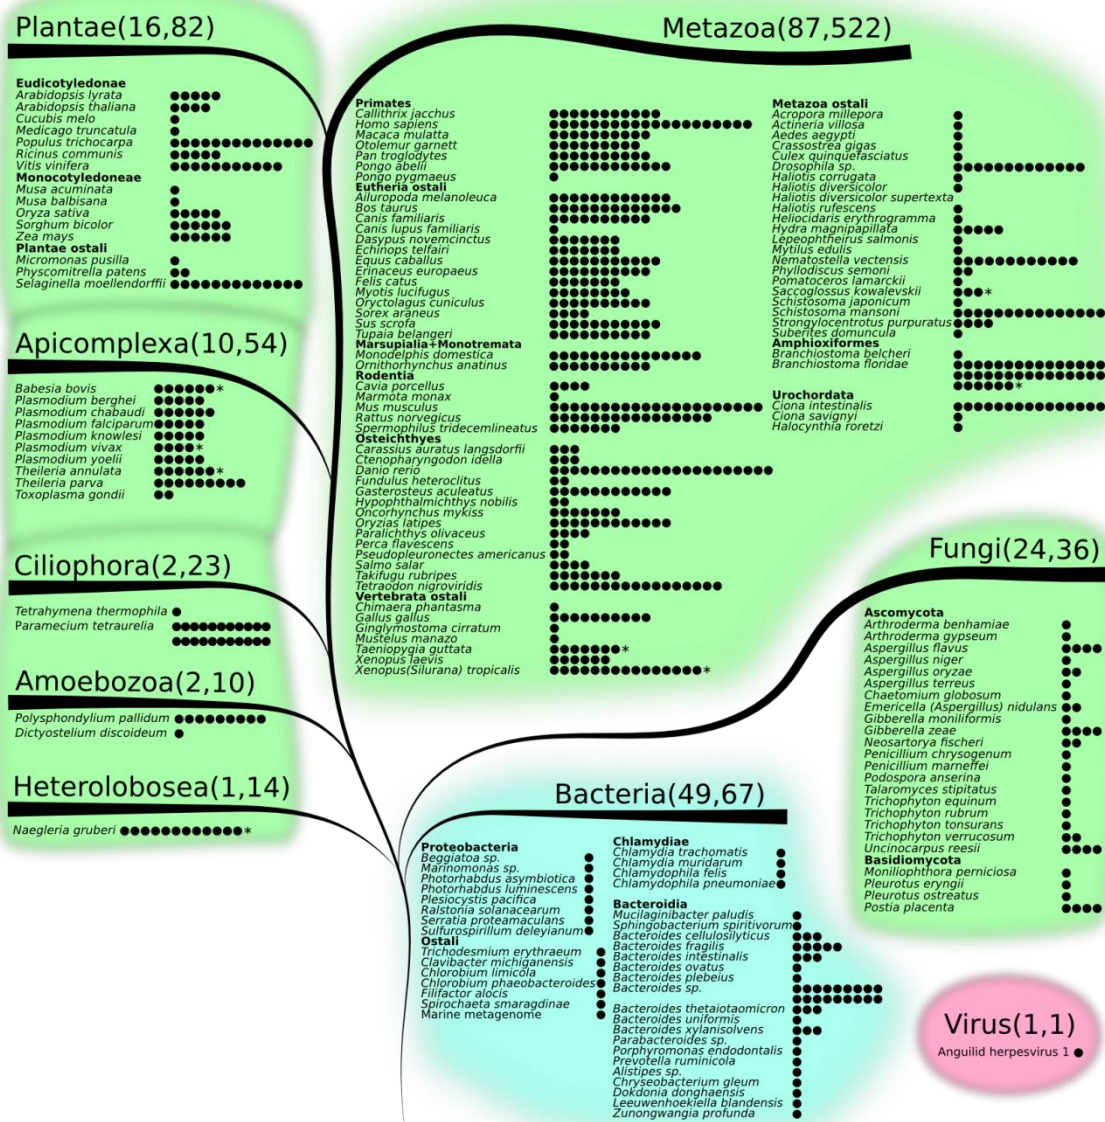 Plantae(16,82)
Eudicotyledonae
Arabidopsis lyrata
Arabidopsis thaliana
Cucubis melo
Medicago truncatula
Populus trichocarpa
Ricinus communis
Vitis vinifera
Monocotyledoneae
Musa acuminata
Musa balbisana
Oryza sativa
Sorghum bicolor
Zea mays
Plantae ostali
Micromonas pusilla
Physcomitrella patens
Selaginella moellendorffii
Apicomplexa(10,54)
Babesia bovis *
Plasmodium berghei
Plasmodium chabaudi
Plasmodium falciparum
Plasmodium knowlesi
Plasmodium vivax *
Plasmodium yoelii
Theileria annulata *
Theileria parva
Toxoplasma gondii
Ciliophora(2,23)
Tetrahymena thermophila
Paramecium tetraurelia
Amoebozoa(2,10)
Polysphondylium pallidum
Dictyostelium discoideum
Heterolobosea(1,14)
Naegleria gruberi *
Metazoa(87,522)
Primates
Callithrix jacchus
Homo sapiens
Macaca mulatta
Otolemur garnett
Pan troglodytes
Pongo abelii
Pongo pygmaeus
Eutheria ostali
Ailuropoda melanoleuca
Bos taurus
Canis familiaris
Canis lupus familiaris
Dasypus novemcinctus
Echinops telfairi
Equus caballus
Erinaceus europaeus
Felis catus
Myotis lucifugus
Oryctolagus cuniculus
Sorex araneus
Sus scrofa
Tupaia belangeri
Marsupialia+Monotremata
Monodelphis domestica
Ornithorhynchus anatinus
Rodentia
Cavia porcellus
Marmota monax
Mus musculus
Rattus norvegicus
Spermophilus tridecemlineatus
Osteichthyes
Carassius auratus langsdorfii
Ctenopharyngodon idella
Danio rerio
Fundulus heteroclitus
Gasterosteus aculeatus
Hypophthalmichthys nobilis
Oncorhynchus mykiss
Oryzias latipes
Paralichthys olivaceus
Perca flavescens
Pseudopleuronectes americanus
Salmo salar
Takifugu rubripes
Tetraodon nigroviridis
Vertebrata ostali
Chimaera phantasma
Gallus gallus
Ginglymostoma cirratum
Mustelus manazo
Taeniopygia guttata *
Xenopus laevis
Xenopus(Silurana) tropicalis *
Metazoa ostali
Acropora millepora
Actineria villosa
Aedes aegypti
Crassostrea gigas
Culex quinquefasciatus
Drosophila sp.
Haliotis corrugata
Haliotis diversicolor
Haliotis diversicolor supertexta
Haliotis rufescens
Heliocidaris erythrogramma
Hydra magnipapillata
Lepeophtheirus salmonis
Mytilus edulis
Nematostella vectensis
Phyllodiscus semoni
Pomatoceros lamarckii
Saccoglossus kowalevskii *
Schistosoma japonicum
Schistosoma mansoni
Strongylocentrotus purpuratus
Suberites domuncula
Amphioxiformes
Branchiostoma belcheri
Branchiostoma floridae
*
Urochordata
Ciona intestinalis
Ciona savignyi
Halocynthia roretzi
Fungi(24,36)
Ascomycota
Arthroderma benhamiae
Arthroderma gypseum
Aspergillus flavus
Aspergillus niger
Aspergillus oryzae
Aspergillus terreus
Chaetomium globosum
Emericella (Aspergillus) nidulans
Gibberella moniliformis
Gibberella zeae
Neosartorya fischeri
Penicillium chrysogenum
Penicillium marneffei
Podospora anserina
Talaromyces stipitatus
Trichophyton equinum
Trichophyton rubrum
Trichophyton tonsurans
Trichophyton verrucosum
Uncinocarpus reesii
Basidiomycota
Moniliophthora perniciosa
Pleurotus eryngii
Pleurotus ostreatus
Postia placenta
Bacteria(49,67)
Proteobacteria
Beggiatoa sp.
Marinomonas sp.
Photorhabdus asymbiotica
Photorhabdus luminescens
Plesiocystis pacifica
Ralstonia solanacearum
Serratia proteamaculans
Sulfurospirillum deleyianum
Ostali
Trichodesmium erythraeum
Clavibacter michiganensis
Chlorobium limicola
Chlorobium phaeobacteroides
Filifactor alocis
Spirochaeta smaragdinae
Marine metagenome
Chlamydiae
Chlamydia trachomatis
Chlamydia muridarum
Chlamydophila felis
Chlamydophila pneumoniae
Bacteroidia
Mucilaginibacter paludis
Sphingobacterium spiritivorum
Bacteroides cellulosilyticus
Bacteroides fragilis
Bacteroides intestinalis
Bacteroides ovatus
Bacteroides plebeius
Bacteroides sp.
Bacteroides thetaiotaomicron
Bacteroides uniformis
Bacteroides xylanisolvens
Parabacteroides sp.
Porphyromonas endodontalis
Prevotella ruminicola
Alistipes sp.
Chryseobacterium gleum
Dokdonia donghaensis
Leeuwenhoekiella blandensis
Zunongwangia profunda
Virus(1,1)
Anguilid herpesvirus 1